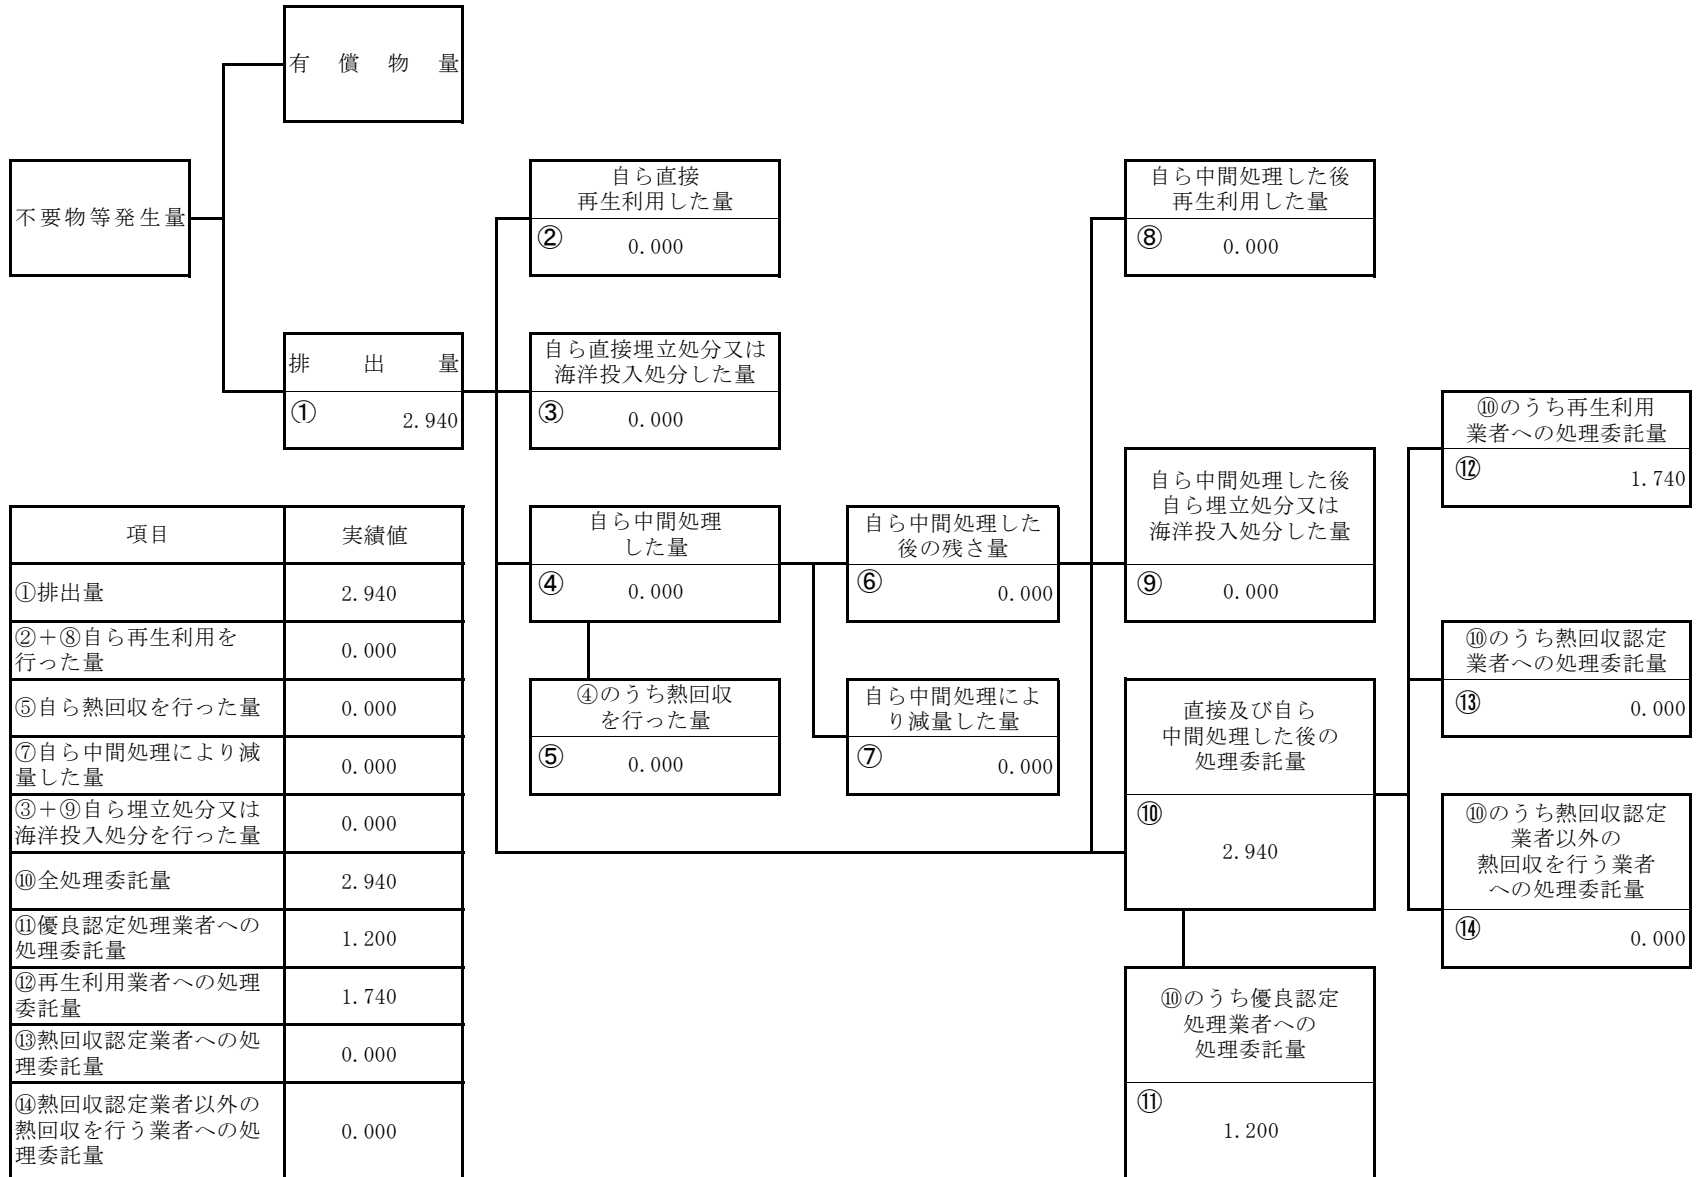 有償物量
不要物等発生量
排出量
① 2.940
自ら直接
再生利用した量
② 0.000
自ら直接埋立処分又は
海洋投入処分した量
③ 0.000
自ら中間処理
した量
④ 0.000
④のうち熱回収
を行った量
⑤ 0.000
自ら中間処理した
後の残さ量
⑥ 0.000
自ら中間処理によ
り減量した量
⑦ 0.000
自ら中間処理した後
再生利用した量
⑧ 0.000
自ら中間処理した後
自ら埋立処分又は
海洋投入処分した量
⑨ 0.000
直接及び自ら
中間処理した後の
処理委託量
⑩
2.940
⑩のうち優良認定
処理業者への
処理委託量
⑪
1.200
⑩のうち再生利用
業者への処理委託量
⑫ 1.740
⑩のうち熱回収認定
業者への処理委託量
⑬ 0.000
⑩のうち熱回収認定
業者以外の
熱回収を行う業者
への処理委託量
⑭ 0.000
項目 実績値
①排出量 2.940
②＋⑧自ら再生利用を
行った量 0.000
⑤自ら熱回収を行った量 0.000
⑦自ら中間処理により減
量した量 0.000
③＋⑨自ら埋立処分又は
海洋投入処分を行った量 0.000
⑩全処理委託量 2.940
⑪優良認定処理業者への
処理委託量 1.200
⑫再生利用業者への処理
委託量 1.740
⑬熱回収認定業者への処
理委託量 0.000
⑭熱回収認定業者以外の
熱回収を行う業者への処
理委託量 0.000